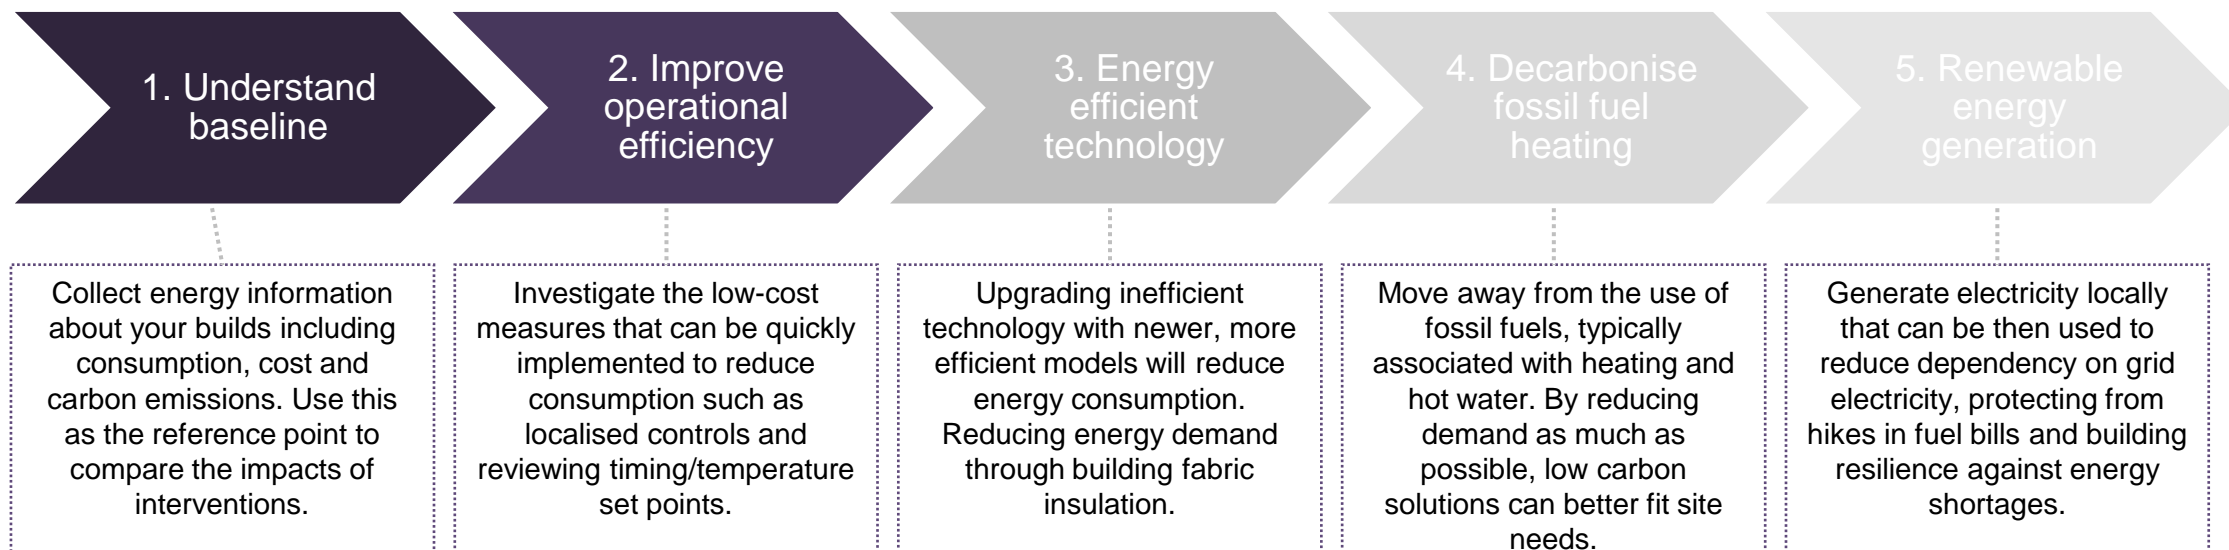 1. Understand
baseline
2. Improve
operational
efficiency
3. Energy
efficient
technology
4. Decarbonise
fossil fuel
heating
5. Renewable
energy
generation
Collect energy information
about your builds including
consumption, cost and
carbon emissions. Use this
as the reference point to
compare the impacts of
interventions.
Investigate the low-cost
measures that can be quickly
implemented to reduce
consumption such as
localised controls and
reviewing timing/temperature
set points.
Upgrading inefficient
technology with newer, more
efficient models will reduce
energy consumption.
Reducing energy demand
through building fabric
insulation.
Move away from the use of
fossil fuels, typically
associated with heating and
hot water. By reducing
demand as much as
possible, low carbon
solutions can better fit site
needs.
Generate electricity locally
that can be then used to
reduce dependency on grid
electricity, protecting from
hikes in fuel bills and building
resilience against energy
shortages.